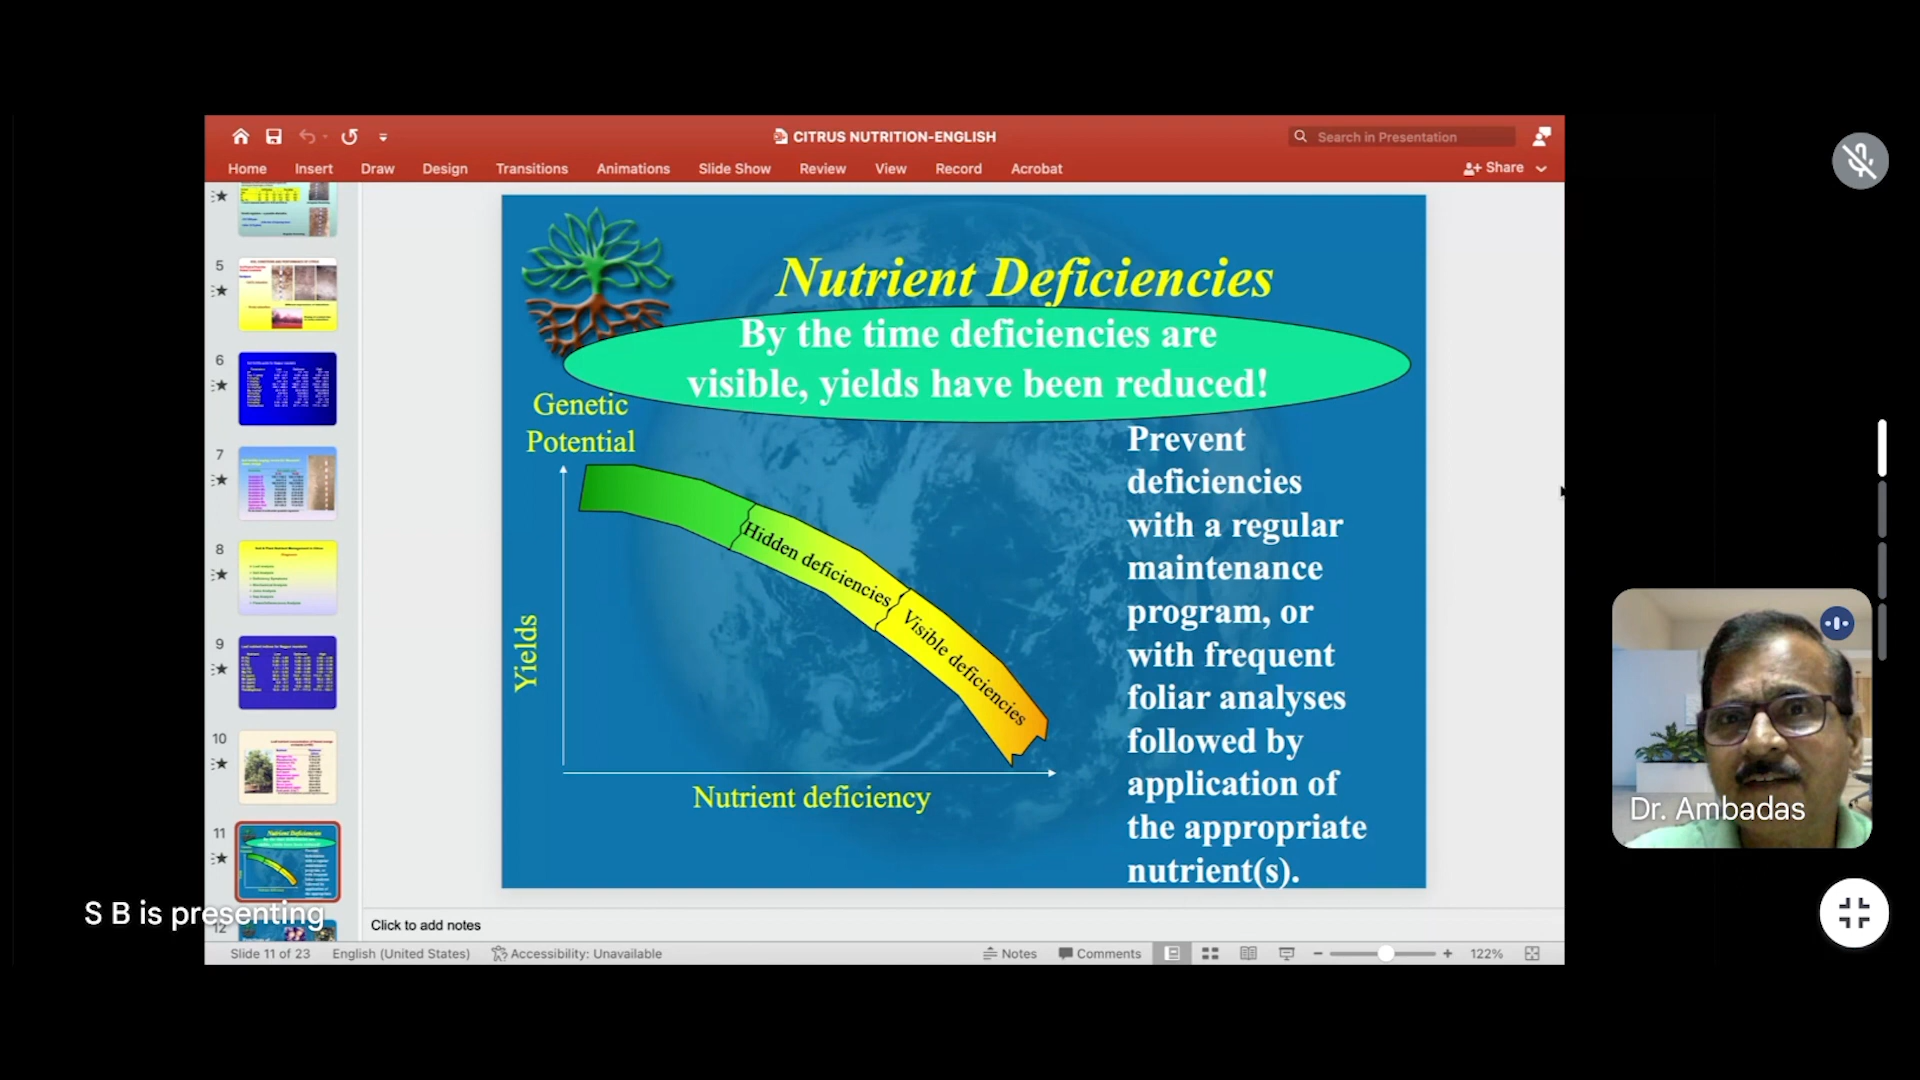 CITRUS NUTRITION-ENGLISH
Search in Presentation
Home Insert Draw Design Transitions Animations Slide Show Review View Record Acrobat
Share
5
6
7
8
9
10
11
12
Nutrient Deficiencies
By the time deficiencies are
visible, yields have been reduced!
Genetic
Potential
Hidden deficiencies
Visible deficiencies
Yields
Nutrient deficiency
Prevent
deficiencies
with a regular
maintenance
program, or
with frequent
foliar analyses
followed by
application of
the appropriate
nutrient(s).
Dr. Ambadas
S B is presenting
Click to add notes
Slide 11 of 23 English (United States) Accessibility: Unavailable Notes Comments 122%